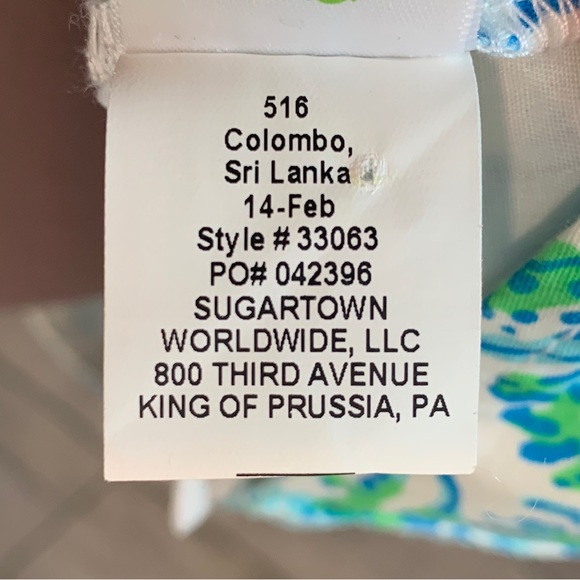 516
Colombo,
Sri Lanka
14-Feb
Style # 33063
PO# 042396
SUGARTOWN
WORLDWIDE, LLC
800 THIRD AVENUE
KING OF PRUSSIA, PA